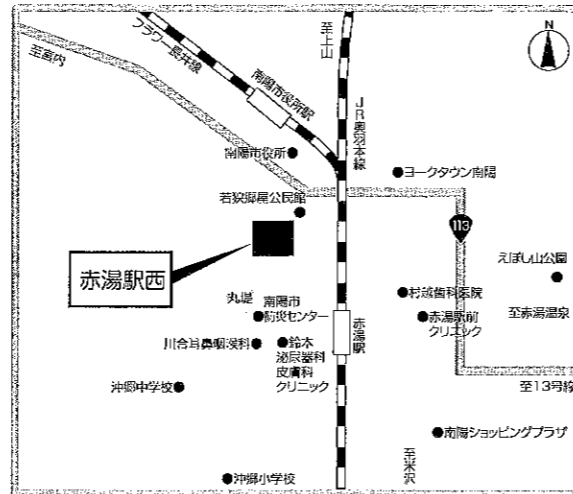 至上山
N
フラワー長井線
至宮内
南陽市役所駅
JR奥羽本線
南陽市役所
ヨークタウン南陽
若狭郷屋公民館
113
赤湯駅西
えぼし山公園
村越歯科医院
丸堤
南陽市
防災センター
赤湯駅
赤湯駅前
クリニック
至赤湯温泉
川合耳鼻咽喉科
鈴木
泌尿器科
皮膚科
クリニック
沖郷中学校
至13号線
南陽ショッピングプラザ
至米沢
沖郷小学校